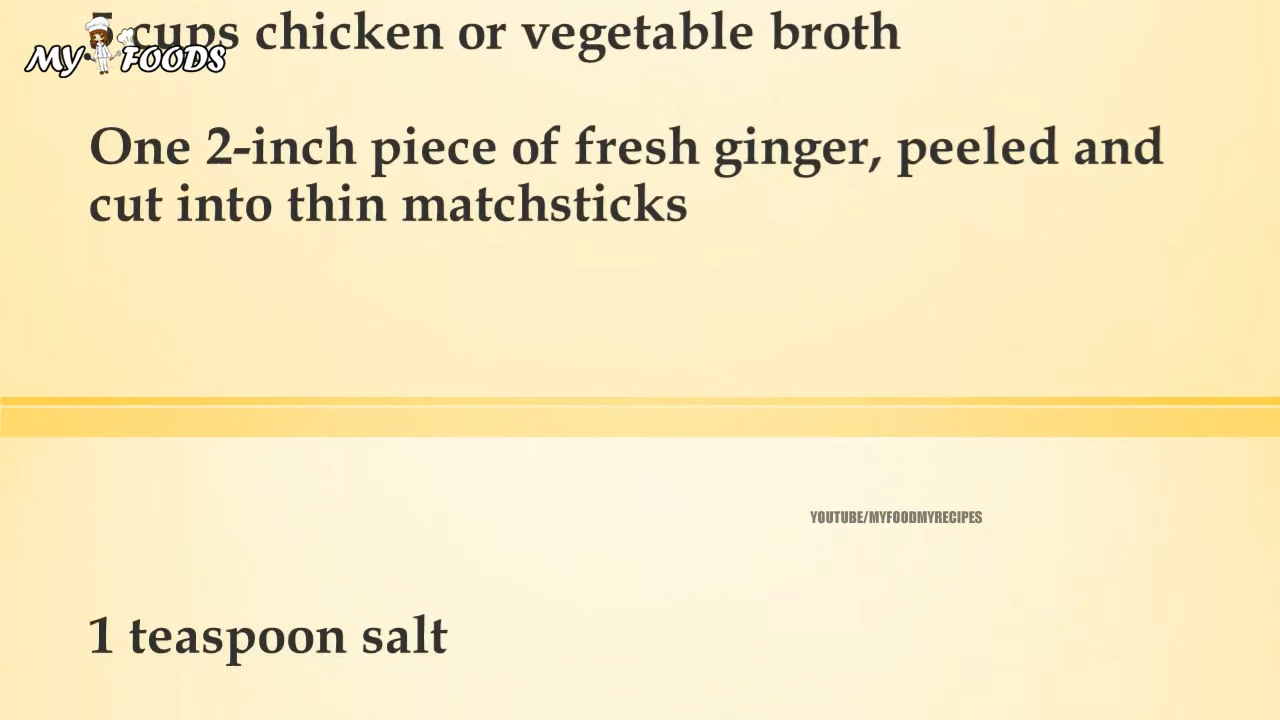 5 cups chicken or vegetable broth
MY FOODS
One 2-inch piece of fresh ginger, peeled and
cut into thin matchsticks
YOUTUBE/MYFOODMYRECIPES
1 teaspoon salt